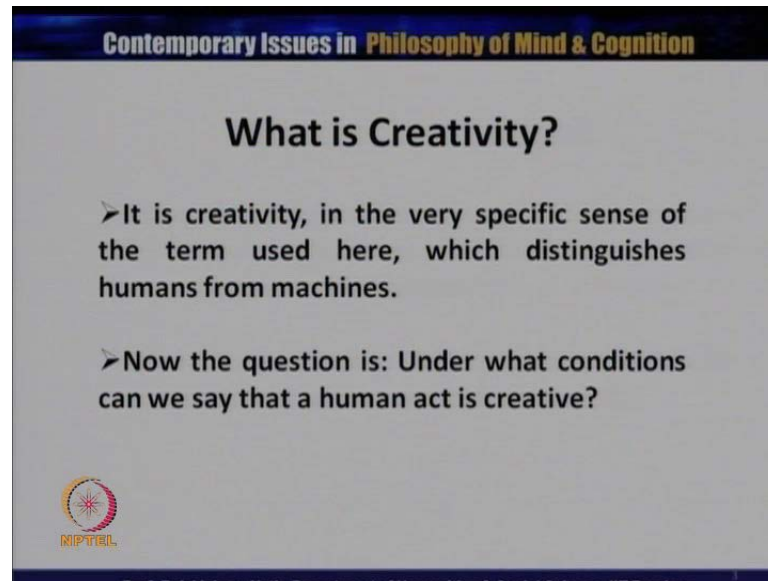 Contemporary Issues in Philosophy of Mind & Cognition
What is Creativity?
➢It is creativity, in the very specific sense of
the term used here, which distinguishes
humans from machines.
➢Now the question is: Under what conditions
can we say that a human act is creative?
NPTEL